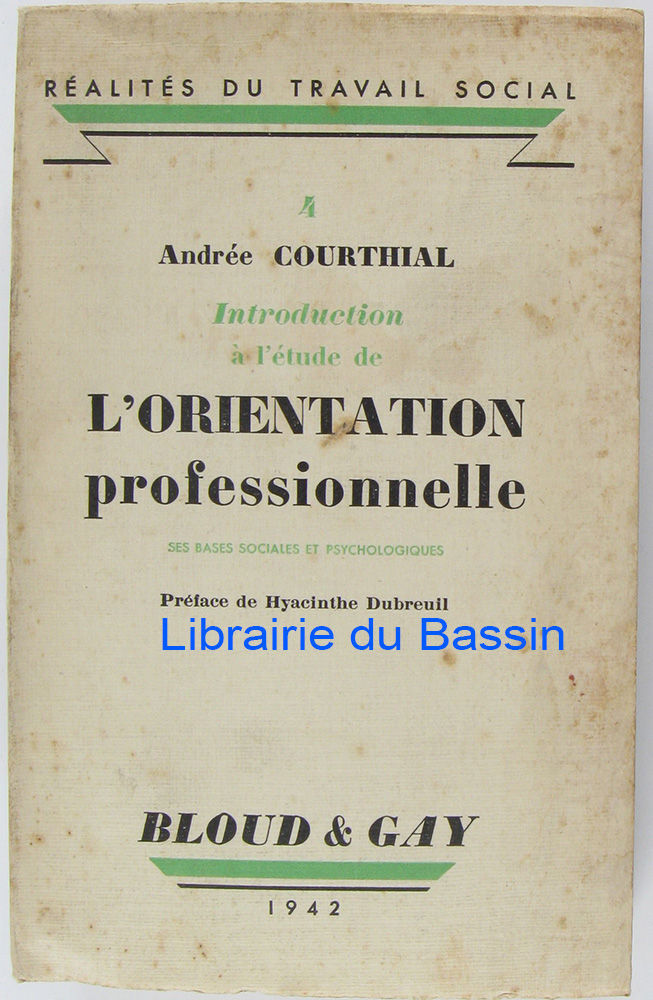 RÉALITÉS DU TRAVAIL SOCIAL
4
Andrée COURTHIAL
Introduction
à l'étude de
L'ORIENTATION
professionnelle
SES BASES SOCIALES ET PSYCHOLOGIQUES
Préface de Hyacinthe Dubreuil
Librairie du Bassin
BLOUD & GAY
1942